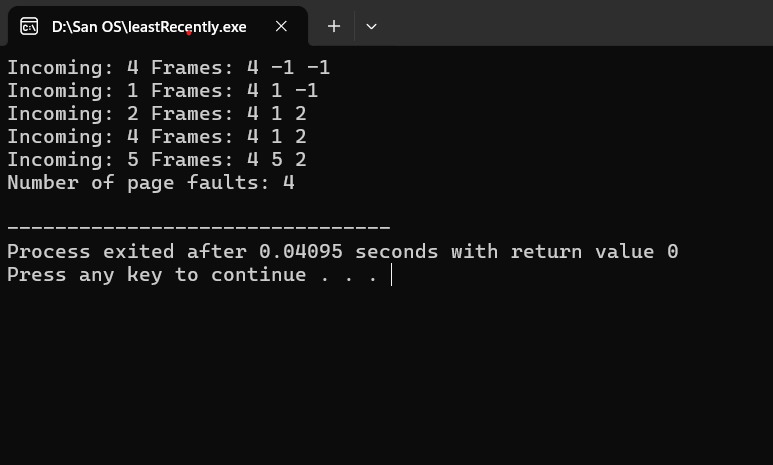 D:\San OS\leastRecently.exe
Incoming: 4 Frames: 4 -1 -1
Incoming: 1 Frames: 4 1 -1
Incoming: 2 Frames: 4 1 2
Incoming: 4 Frames: 4 1 2
Incoming: 5 Frames: 4 5 2
Number of page faults: 4
--------------------------------
Process exited after 0.04095 seconds with return value 0
Press any key to continue . . .